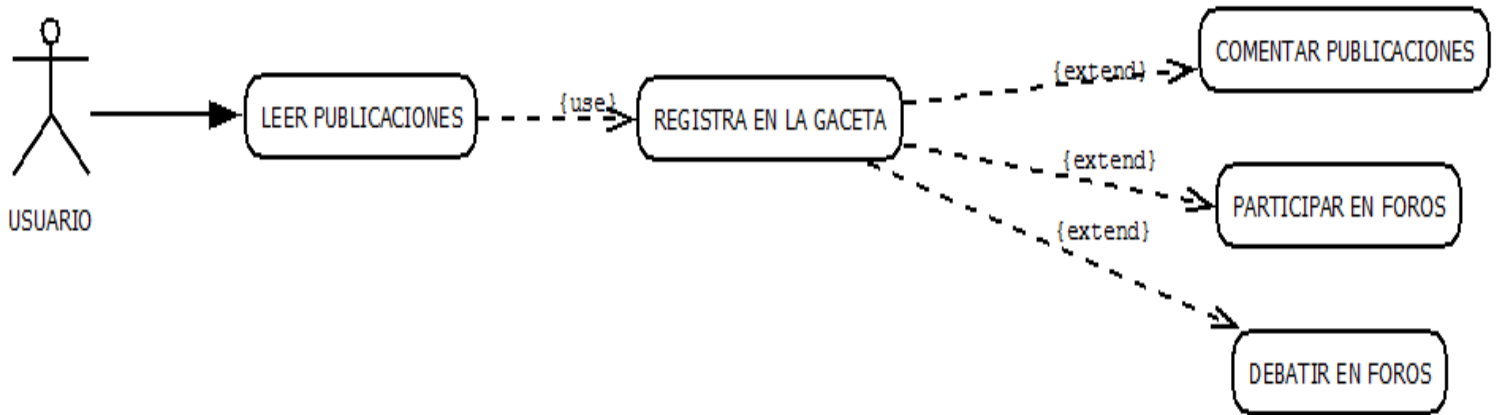 USUARIO
LEER PUBLICACIONES
{use}
REGISTRA EN LA GACETA
{extend}
COMENTAR PUBLICACIONES
{extend}
PARTICIPAR EN FOROS
{extend}
DEBATIR EN FOROS